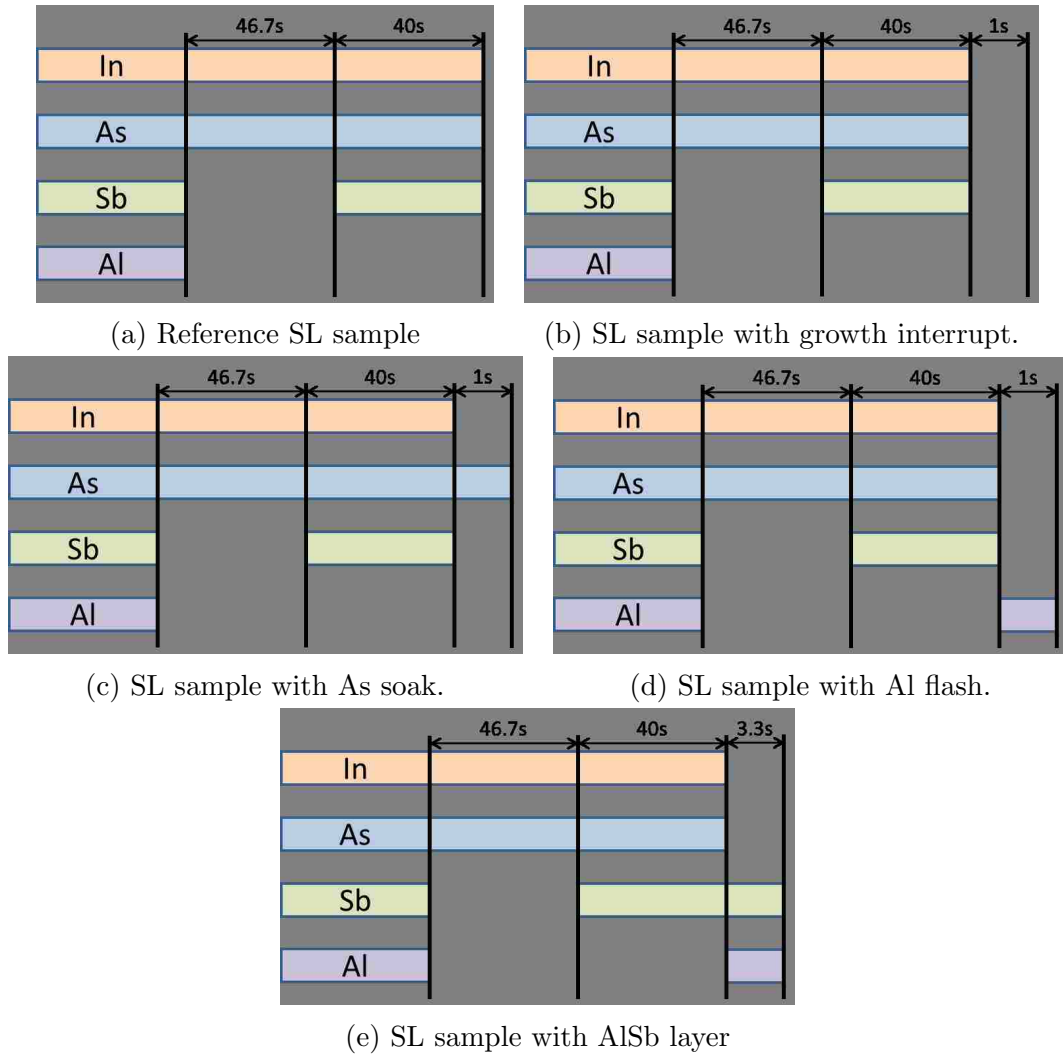 46.7s 40s
In
As
Sb
Al
(a) Reference SL sample
46.7s 40s 1s
In
As
Sb
Al
(b) SL sample with growth interrupt.
46.7s 40s 1s
In
As
Sb
Al
(c) SL sample with As soak.
46.7s 40s 1s
In
As
Sb
Al
(d) SL sample with Al flash.
46.7s 40s 3.3s
In
As
Sb
Al
(e) SL sample with AlSb layer